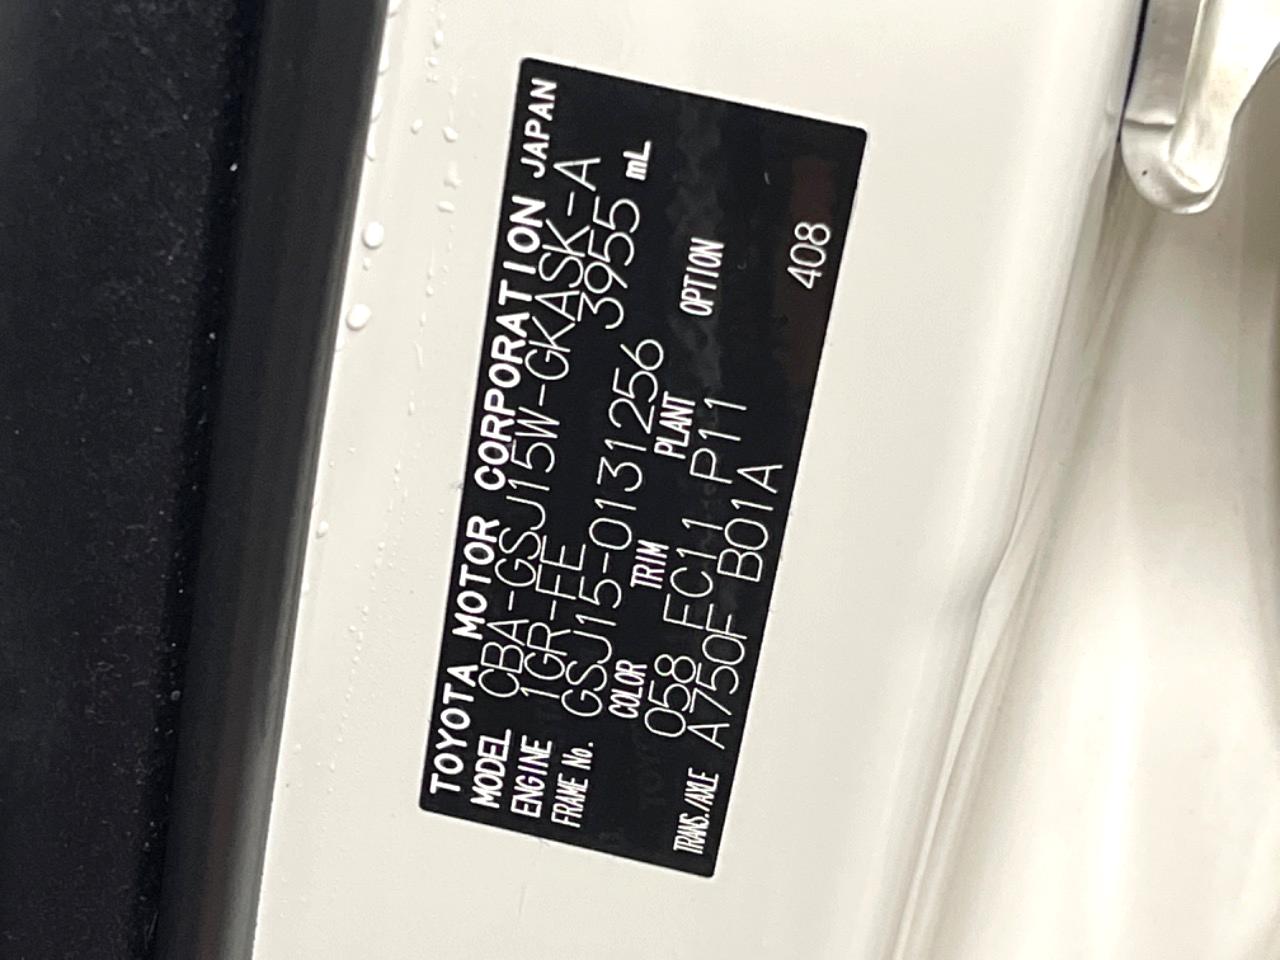 TOYOTA MOTOR CORPORATION JAPAN
MODEL CBA-GSJ15W-GKASK-A
ENGINE 1GR-FE 3955 mL
FRAME No. GSJ15-0131256
COLOR TRIM PLANT OPTION
058 FC11 P11
TRANS./AXLE A750F B01A 408